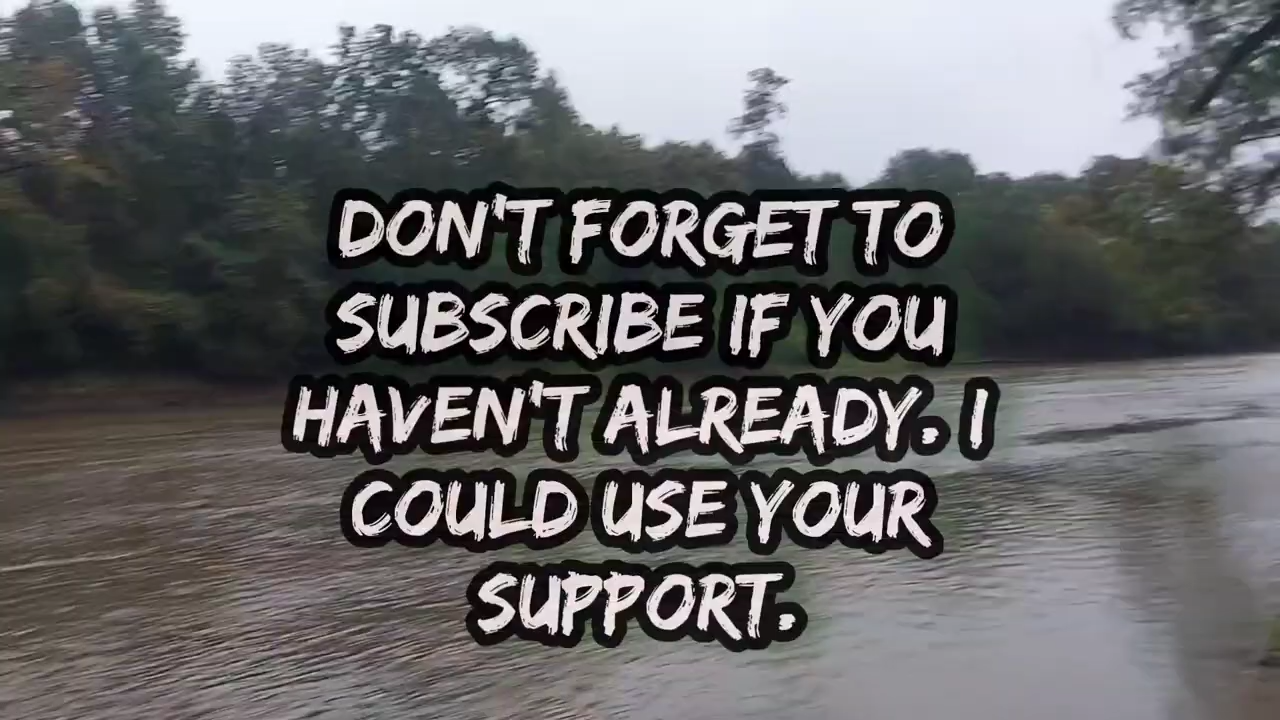 DON'T FORGET TO
SUBSCRIBE IF YOU
HAVEN'T ALREADY. I
COULD USE YOUR
SUPPORT.